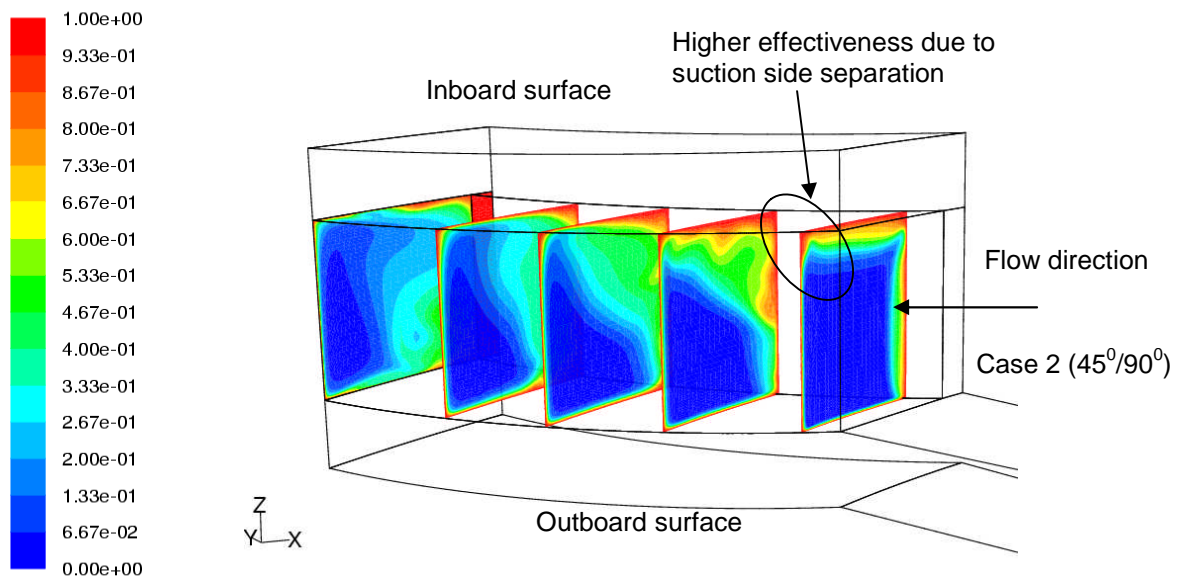 1.00e+00
9.33e-01
8.67e-01
8.00e-01
7.33e-01
6.67e-01
6.00e-01
5.33e-01
4.67e-01
4.00e-01
3.33e-01
2.67e-01
2.00e-01
1.33e-01
6.67e-02
0.00e+00
Higher effectiveness due to
suction side separation
Inboard surface
Flow direction
Case 2 (45⁰/90⁰)
Outboard surface
Z
Y
X